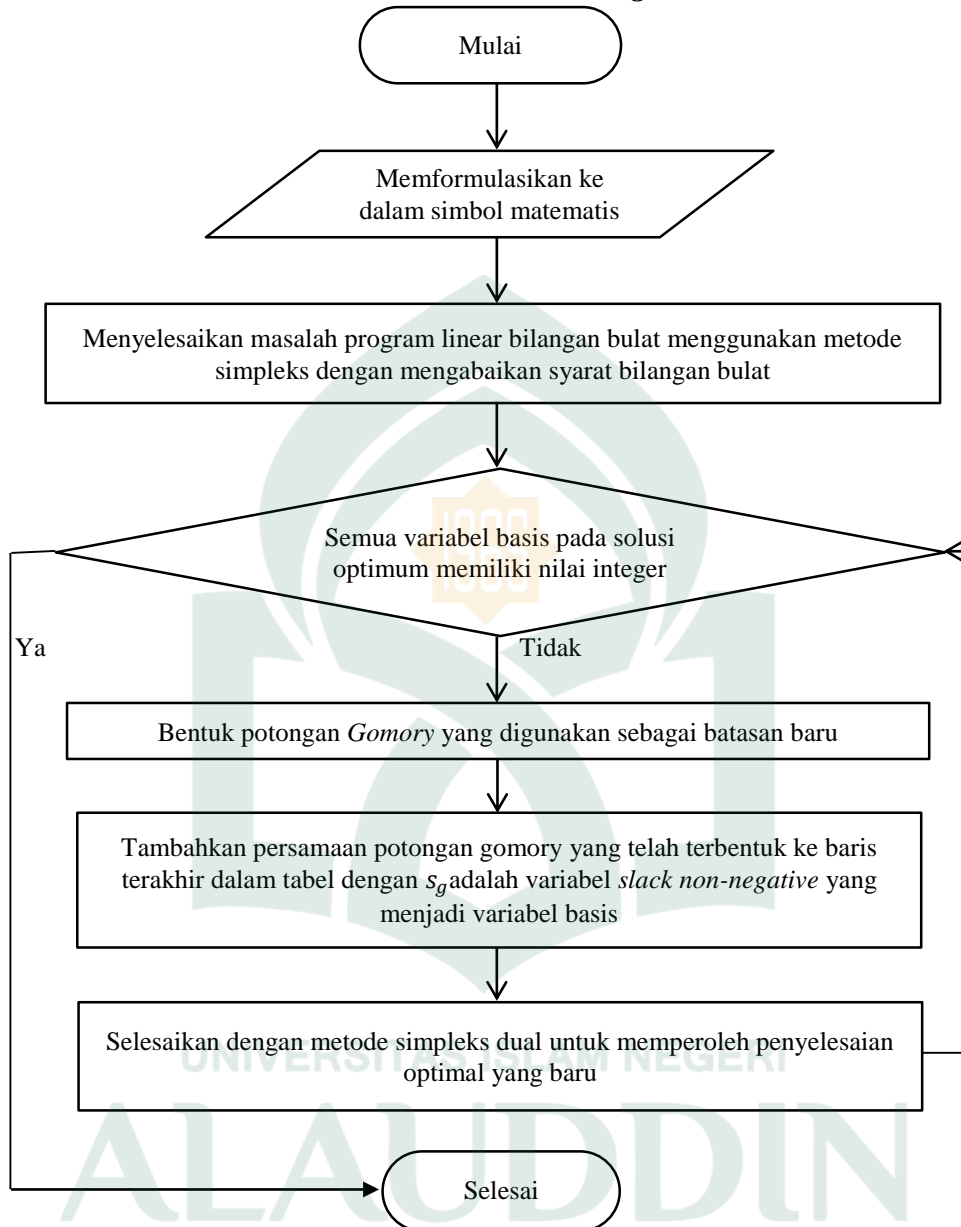 Mulai
Memformulasikan ke
dalam simbol matematis
Menyelesaikan masalah program linear bilangan bulat menggunakan metode
simpleks dengan mengabaikan syarat bilangan bulat
1965
Semua variabel basis pada solusi
optimum memiliki nilai integer
Ya
Tidak
Bentuk potongan Gomory yang digunakan sebagai batasan baru
Tambahkan persamaan potongan gomory yang telah terbentuk ke baris
terakhir dalam tabel dengan s_g adalah variabel slack non-negative yang
menjadi variabel basis
Selesaikan dengan metode simpleks dual untuk memperoleh penyelesaian
optimal yang baru
UNIVERSITAS ISLAM NEGERI
ALAUDDIN
Selesai